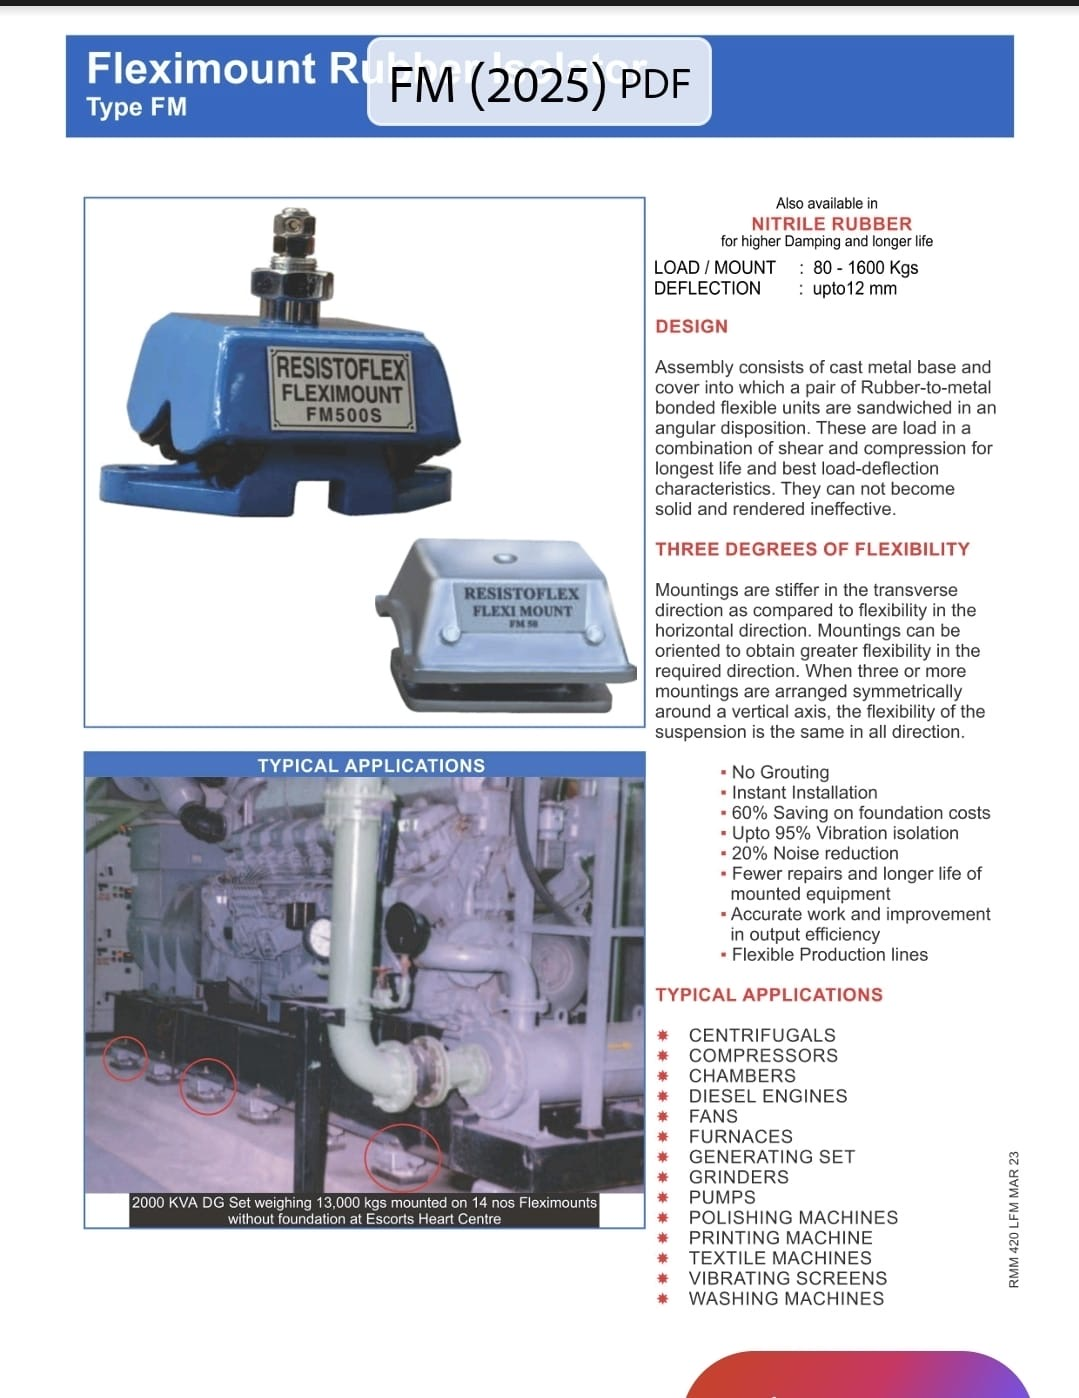 Fleximount Rubber Isolator
FM (2025) PDF
Type FM
Also available in
NITRILE RUBBER
for higher Damping and longer life
LOAD / MOUNT : 80 - 1600 Kgs
DEFLECTION : upto12 mm
RESISTOFLEX
FLEXIMOUNT
FM500S
RESISTOFLEX
FLEXI MOUNT
FM 50
DESIGN
Assembly consists of cast metal base and
cover into which a pair of Rubber-to-metal
bonded flexible units are sandwiched in an
angular disposition. These are load in a
combination of shear and compression for
longest life and best load-deflection
characteristics. They can not become
solid and rendered ineffective.
THREE DEGREES OF FLEXIBILITY
Mountings are stiffer in the transverse
direction as compared to flexibility in the
horizontal direction. Mountings can be
oriented to obtain greater flexibility in the
required direction. When three or more
mountings are arranged symmetrically
around a vertical axis, the flexibility of the
suspension is the same in all direction.
▪ No Grouting
▪ Instant Installation
▪ 60% Saving on foundation costs
▪ Upto 95% Vibration isolation
▪ 20% Noise reduction
▪ Fewer repairs and longer life of
mounted equipment
▪ Accurate work and improvement
in output efficiency
▪ Flexible Production lines
TYPICAL APPLICATIONS
2000 KVA DG Set weighing 13,000 kgs mounted on 14 nos Fleximounts
without foundation at Escorts Heart Centre
TYPICAL APPLICATIONS
✷ CENTRIFUGALS
✷ COMPRESSORS
✷ CHAMBERS
✷ DIESEL ENGINES
✷ FANS
✷ FURNACES
✷ GENERATING SET
✷ GRINDERS
✷ PUMPS
✷ POLISHING MACHINES
✷ PRINTING MACHINE
✷ TEXTILE MACHINES
✷ VIBRATING SCREENS
✷ WASHING MACHINES
RMM 420 LFM MAR 23